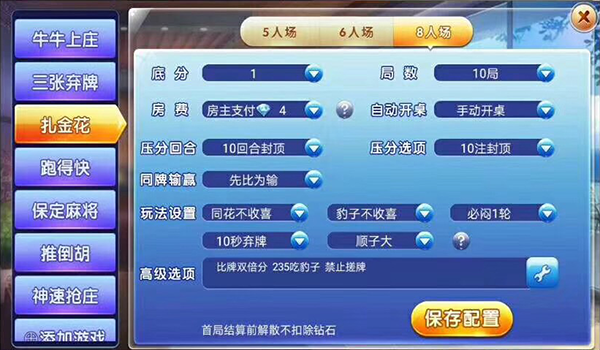 5人场 6人场 8人场
牛牛上庄
三张弃牌
扎金花
跑得快
保定麻将
推倒胡
神速抢庄
添加游戏
底分 1 局数 10局
房费 房主支付 4 ? 自动开桌 手动开桌
压分回合 10回合封顶 压分选项 10注封顶
同牌输赢 先比为输
玩法设置 同花不收喜 豹子不收喜 必闷1轮
10秒弃牌 顺子大 ?
高级选项 比牌双倍分 235吃豹子 禁止搓牌
保存配置
首局结算前解散不扣除钻石